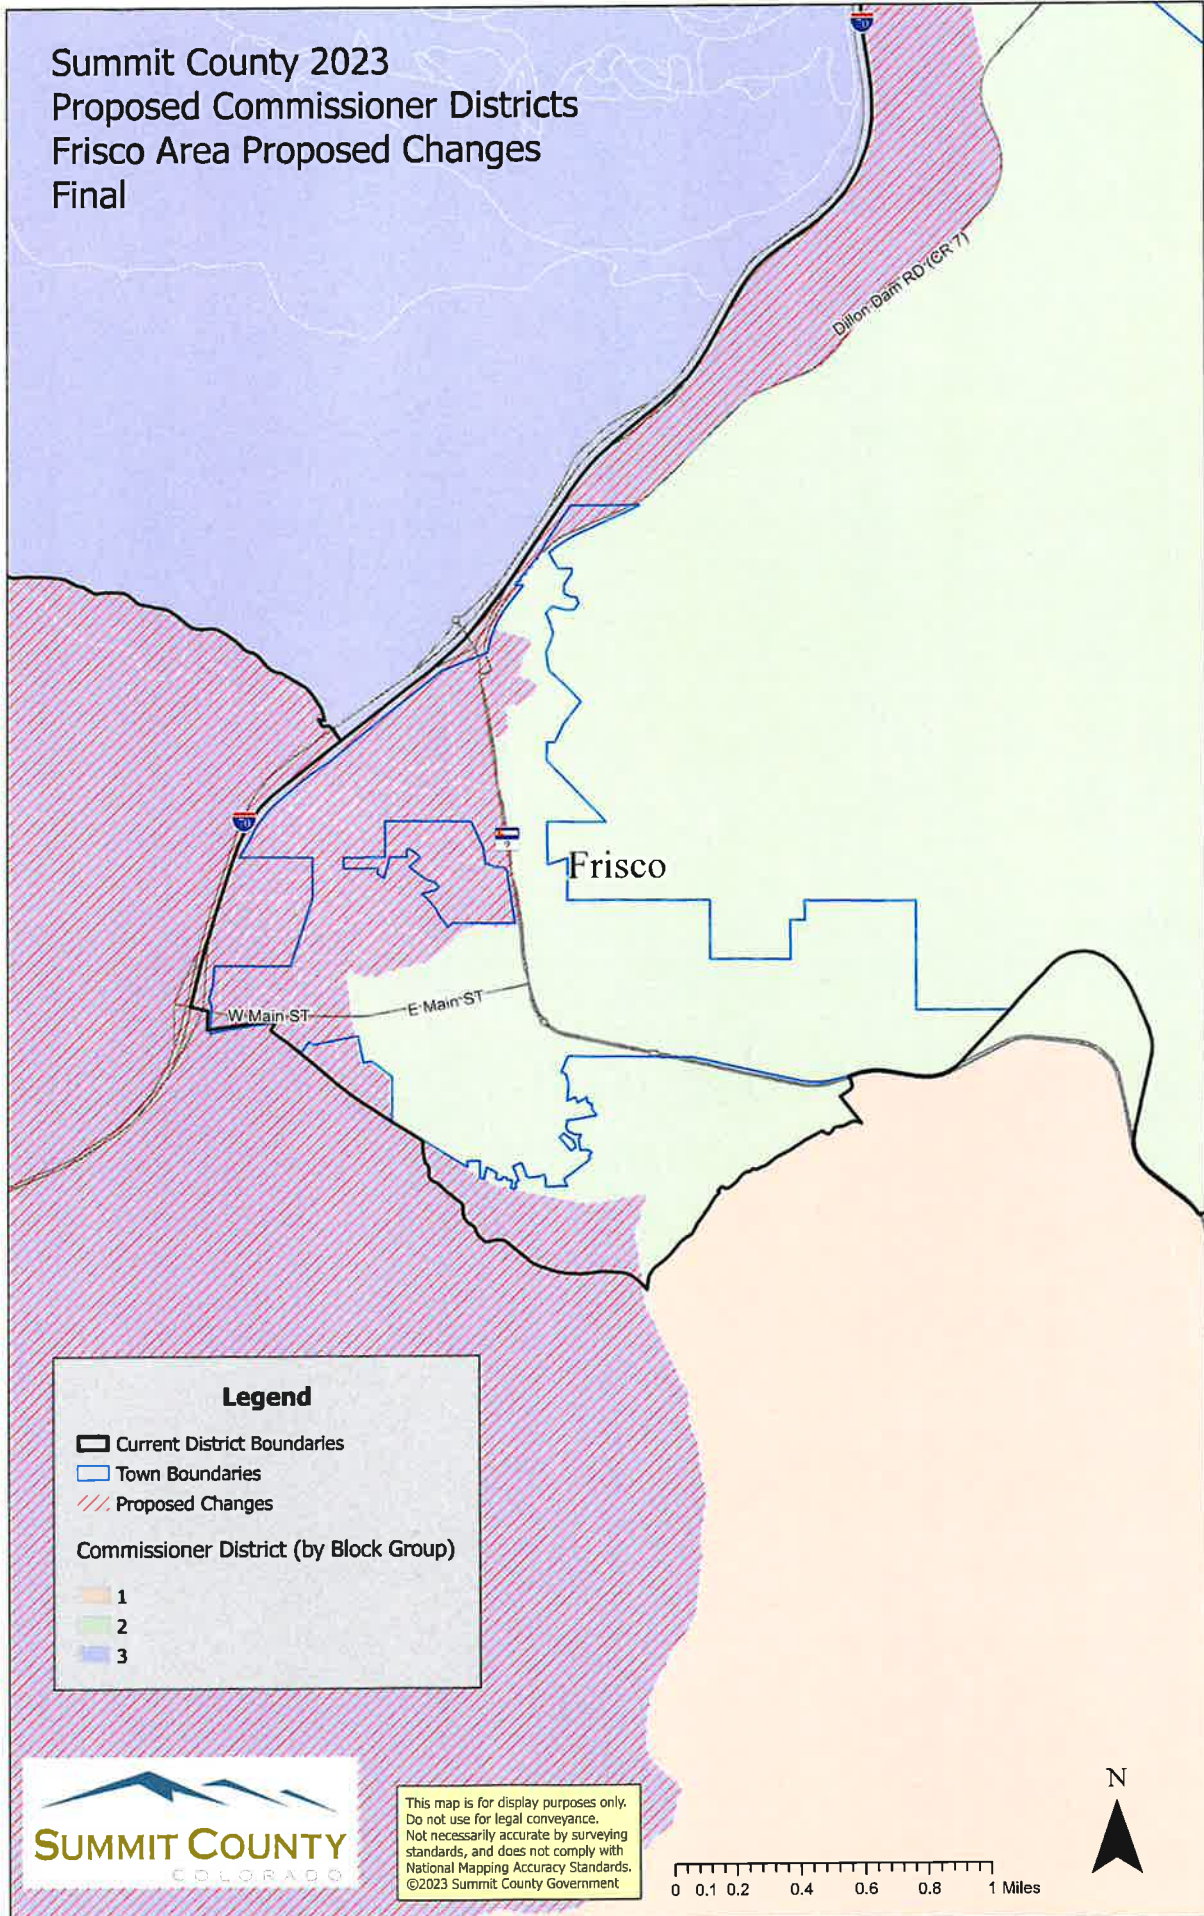 Summit County 2023
Proposed Commissioner Districts
Frisco Area Proposed Changes
Final
70
Dillon Dam RD (CR 7)
70
9
Frisco
W Main ST
E Main ST
Legend
Current District Boundaries
Town Boundaries
Proposed Changes
Commissioner District (by Block Group)
1
2
3
SUMMIT COUNTY
COLORADO
This map is for display purposes only.
Do not use for legal conveyance.
Not necessarily accurate by surveying
standards, and does not comply with
National Mapping Accuracy Standards.
©2023 Summit County Government
N
0 0.1 0.2 0.4 0.6 0.8 1 Miles